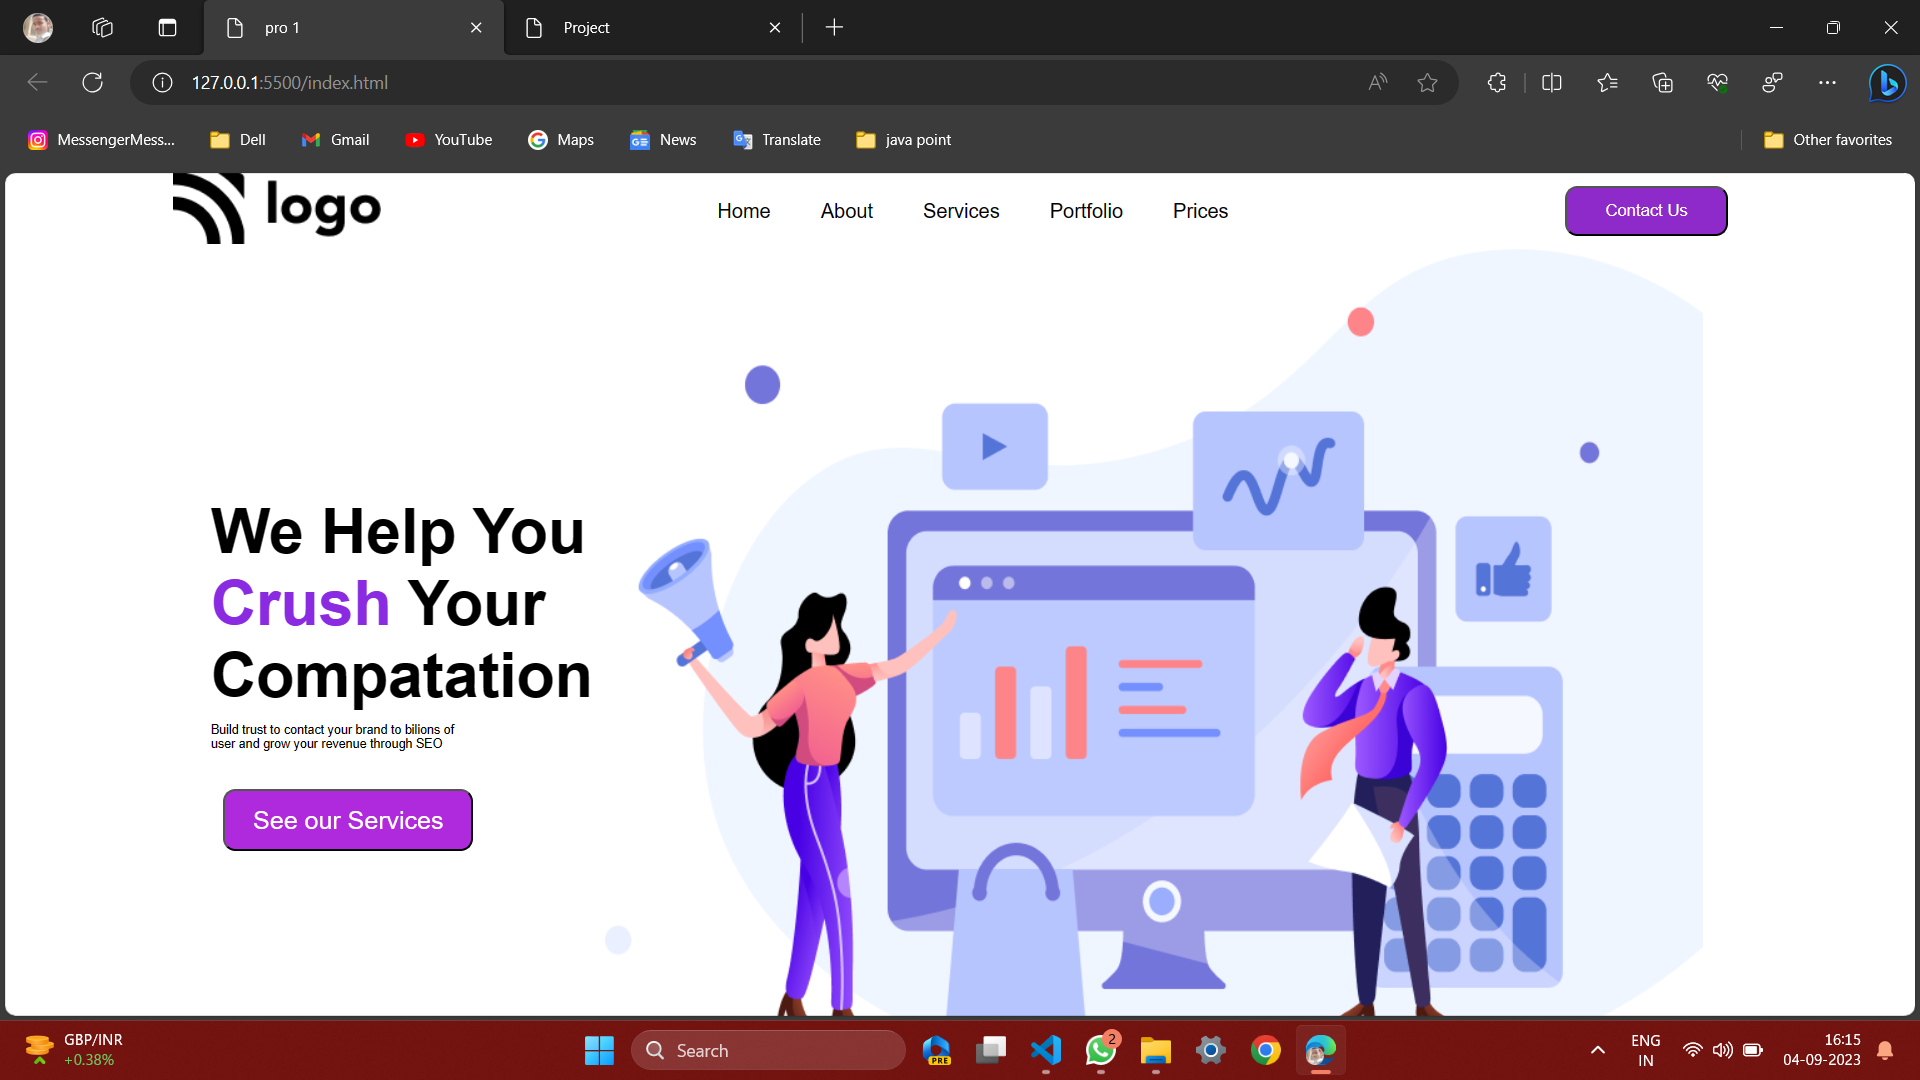 pro 1
Project
127.0.0.1:5500/index.html
MessengerMess...
Dell
Gmail
YouTube
Maps
News
Translate
java point
Other favorites
logo
Home
About
Services
Portfolio
Prices
Contact Us
We Help You
Crush Your
Compatation
Build trust to contact your brand to bilions of
user and grow your revenue through SEO
See our Services
GBP/INR
+0.38%
Search
PRE
2
ENG
IN
16:15
04-09-2023